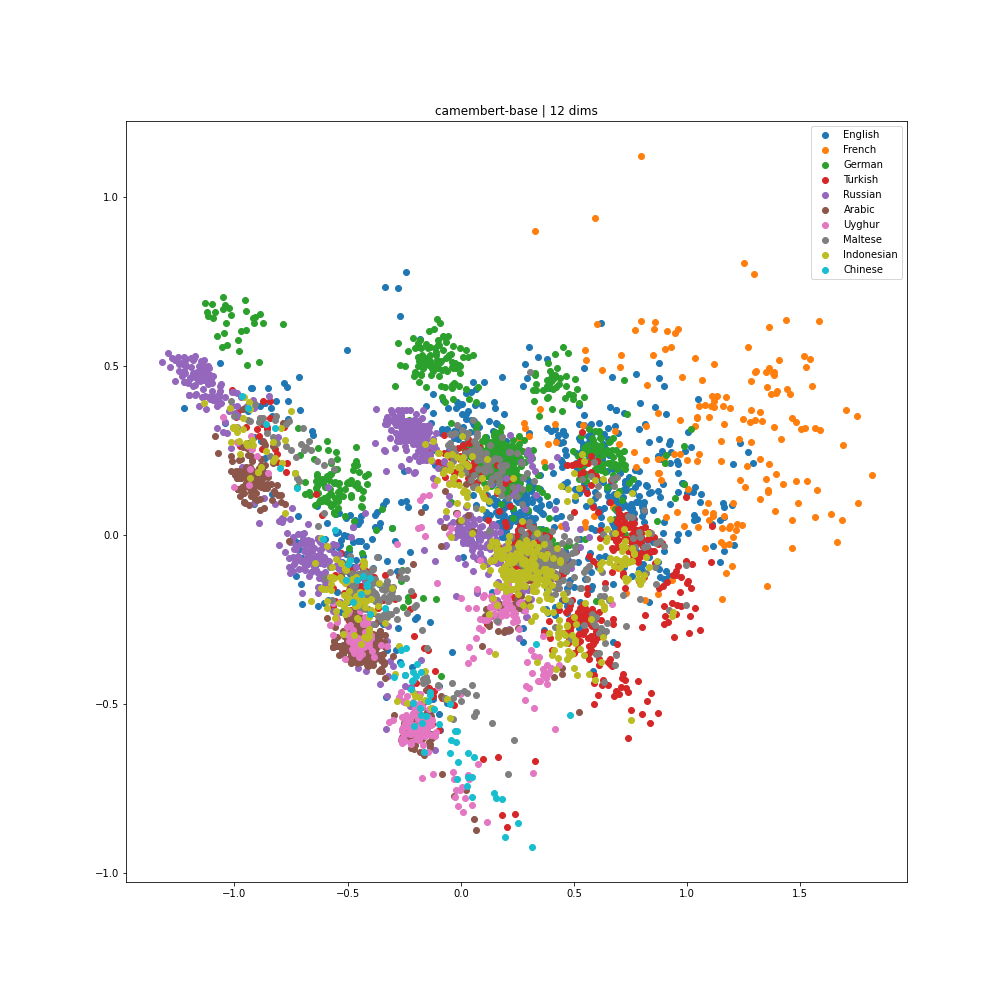 camembert-base | 12 dims
English
French
German
Turkish
Russian
Arabic
Uyghur
Maltese
Indonesian
Chinese
1.0
0.5
0.0
−0.5
−1.0
−1.0 −0.5 0.0 0.5 1.0 1.5